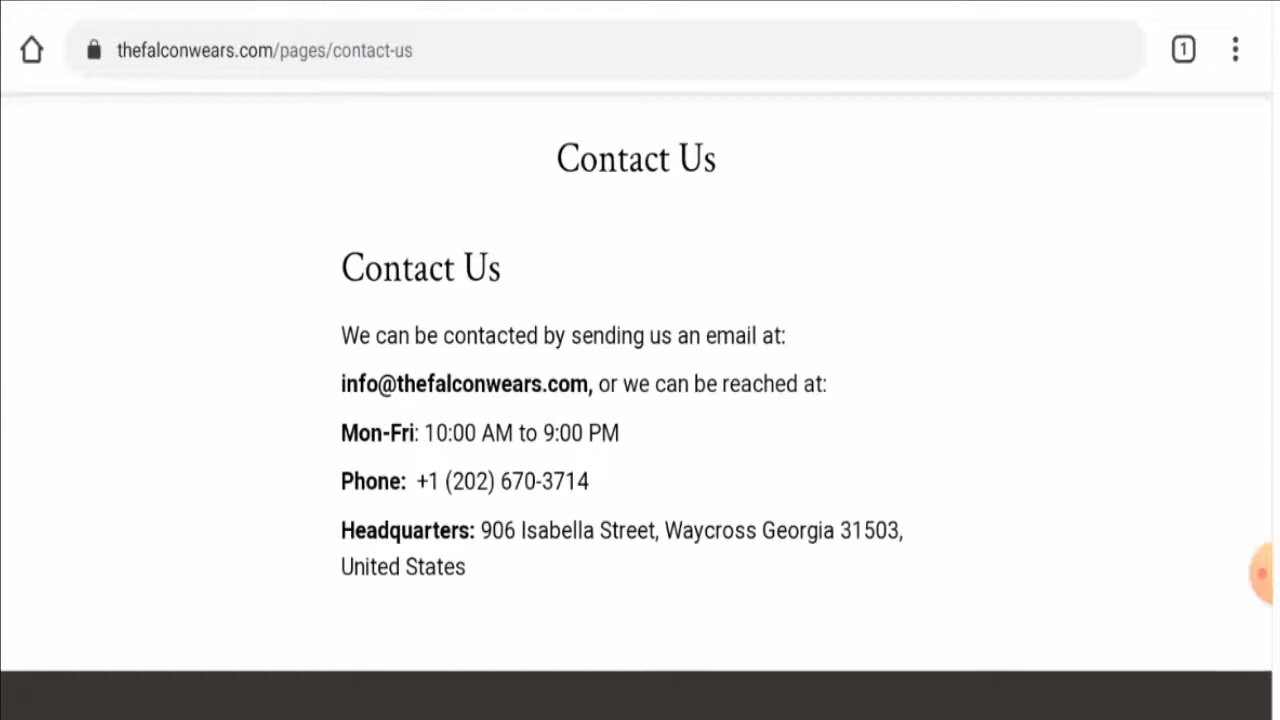 thefalconwears.com/pages/contact-us
1
Contact Us
Contact Us
We can be contacted by sending us an email at:
info@thefalconwears.com, or we can be reached at:
Mon-Fri: 10:00 AM to 9:00 PM
Phone: +1 (202) 670-3714
Headquarters: 906 Isabella Street, Waycross Georgia 31503,
United States